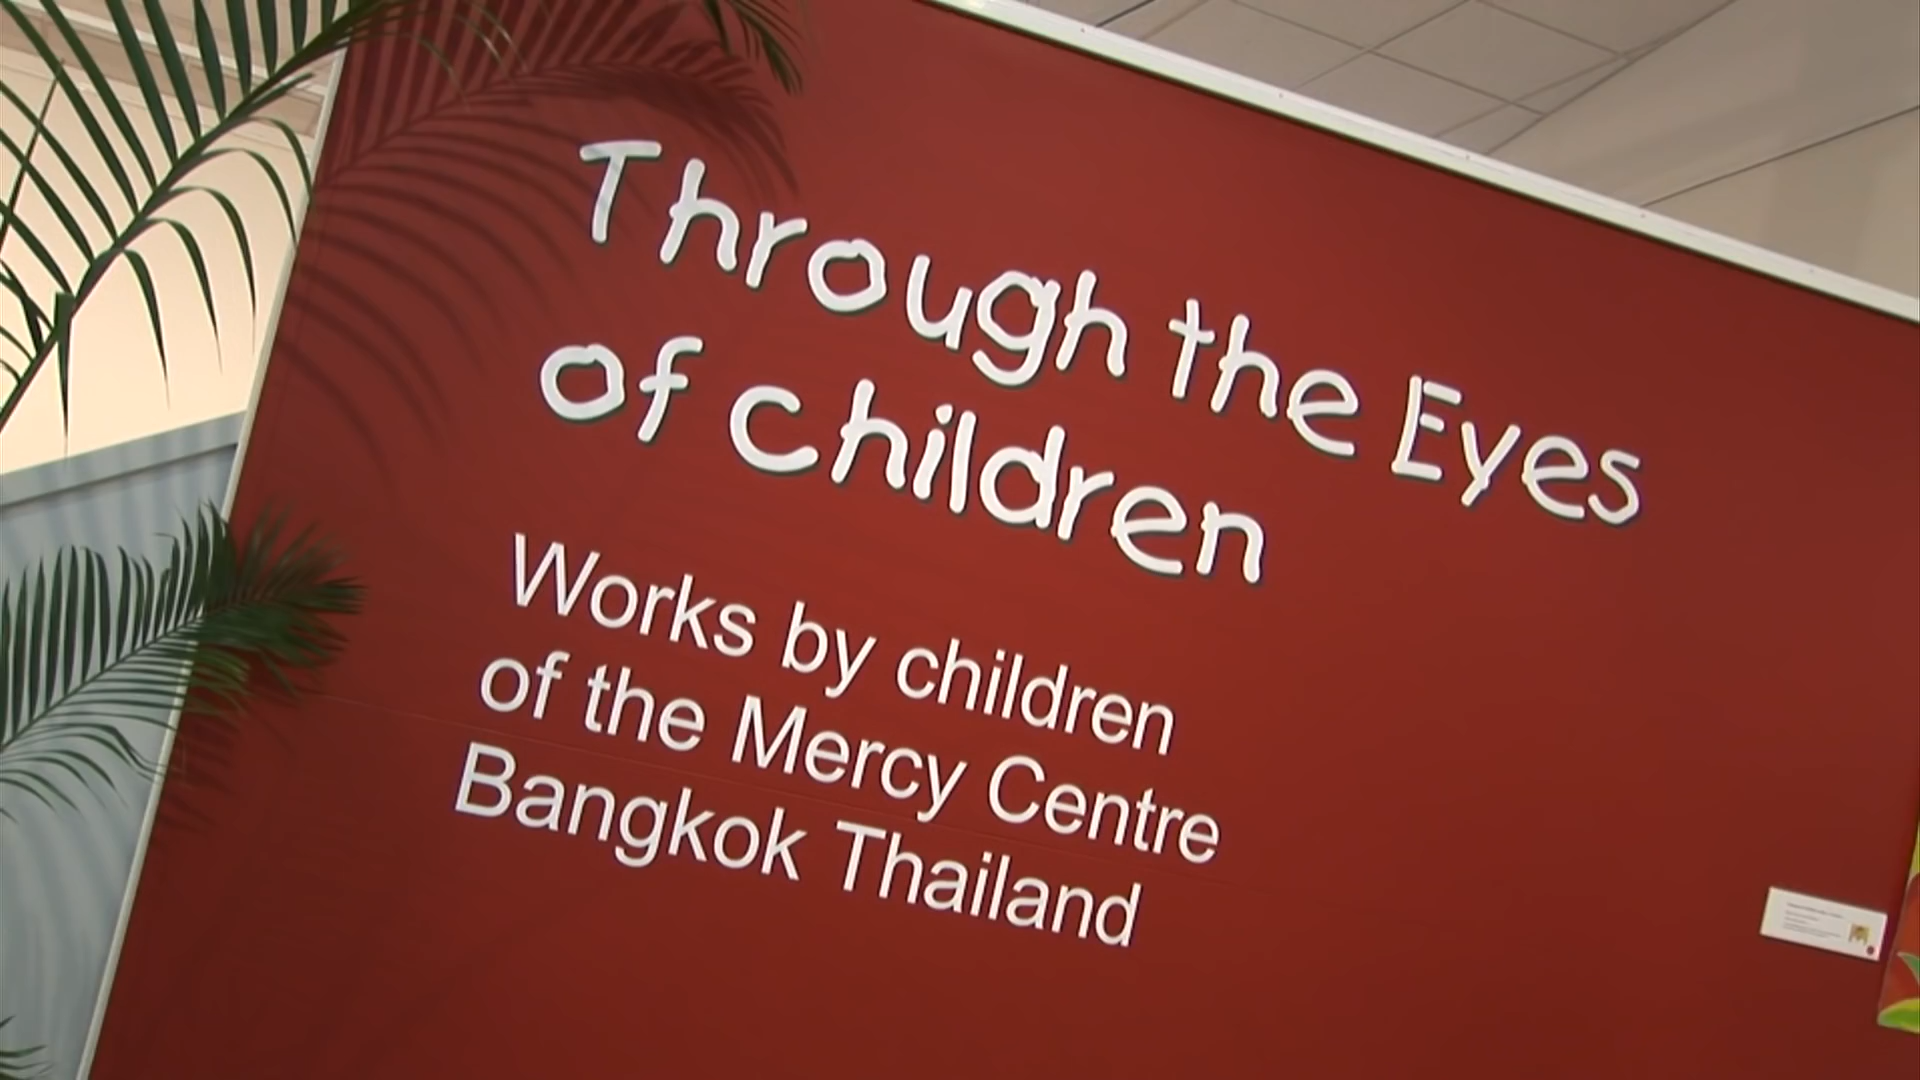 Through the Eyes
of children
Works by children
of the Mercy Centre
Bangkok Thailand